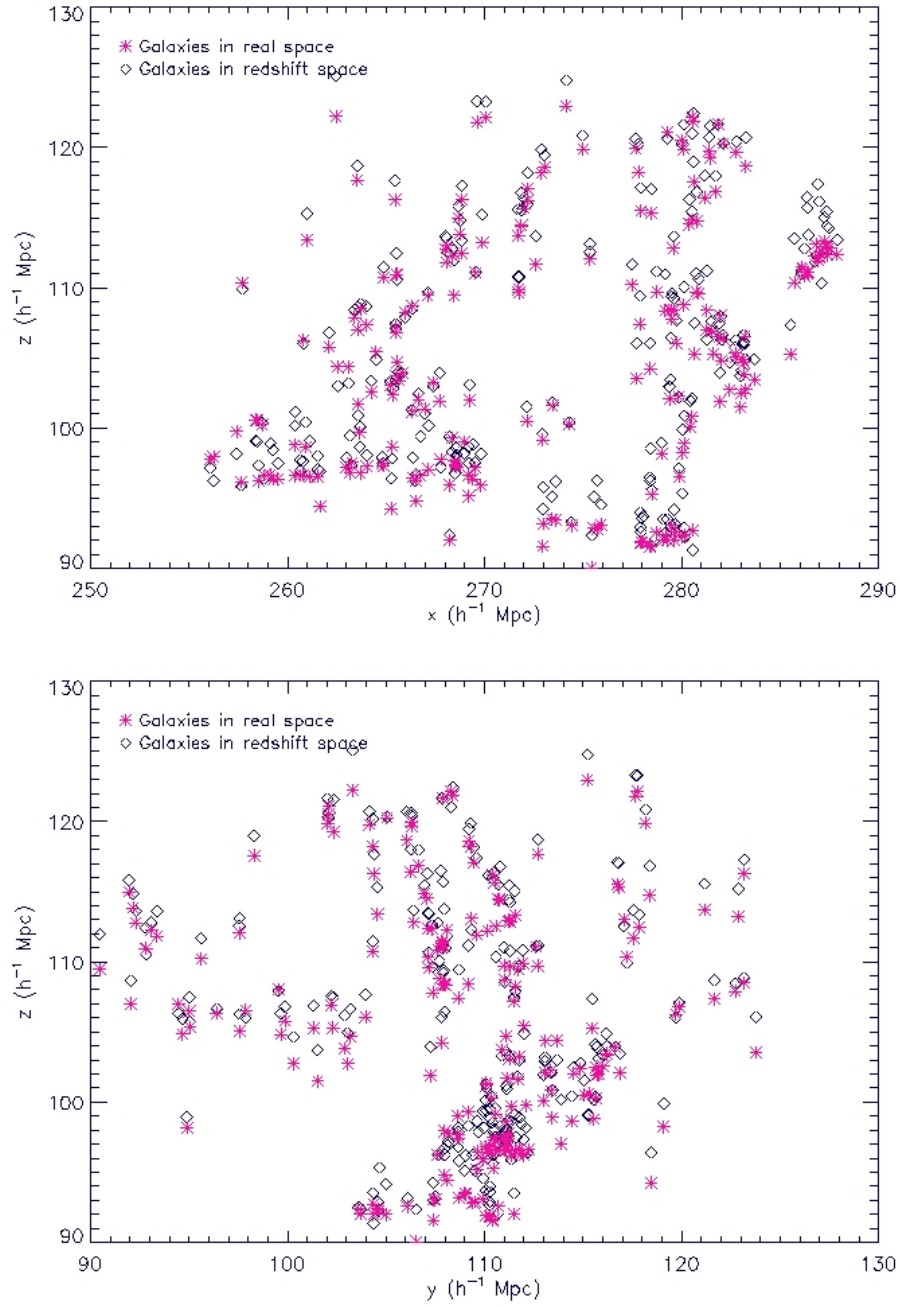 130
✳ Galaxies in real space
◇ Galaxies in redshift space
120
z (h⁻¹ Mpc)
110
100
90
250 260 270 280 290
x (h⁻¹ Mpc)
130
✳ Galaxies in real space
◇ Galaxies in redshift space
120
z (h⁻¹ Mpc)
110
100
90
90 100 110 120 130
y (h⁻¹ Mpc)